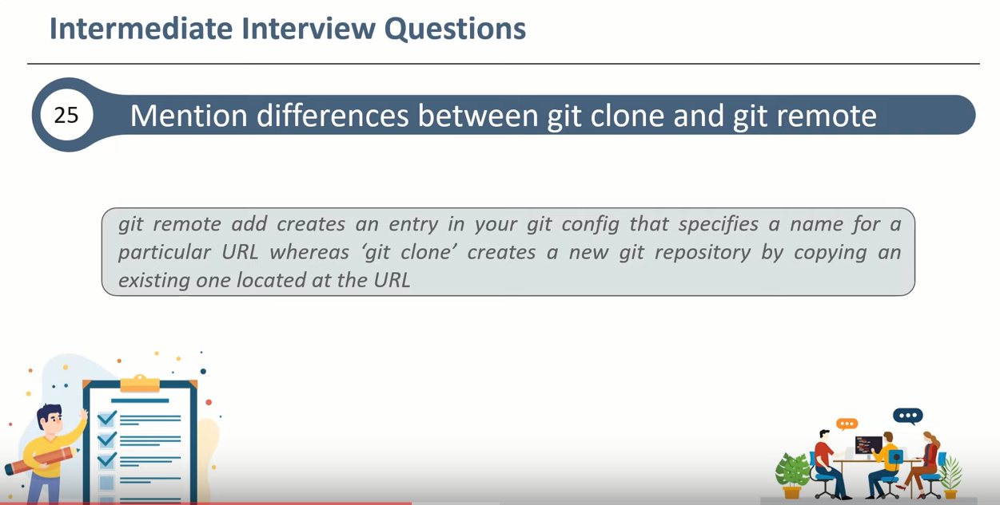 Intermediate Interview Questions
25
Mention differences between git clone and git remote
git remote add creates an entry in your git config that specifies a name for a
particular URL whereas ‘git clone’ creates a new git repository by copying an
existing one located at the URL